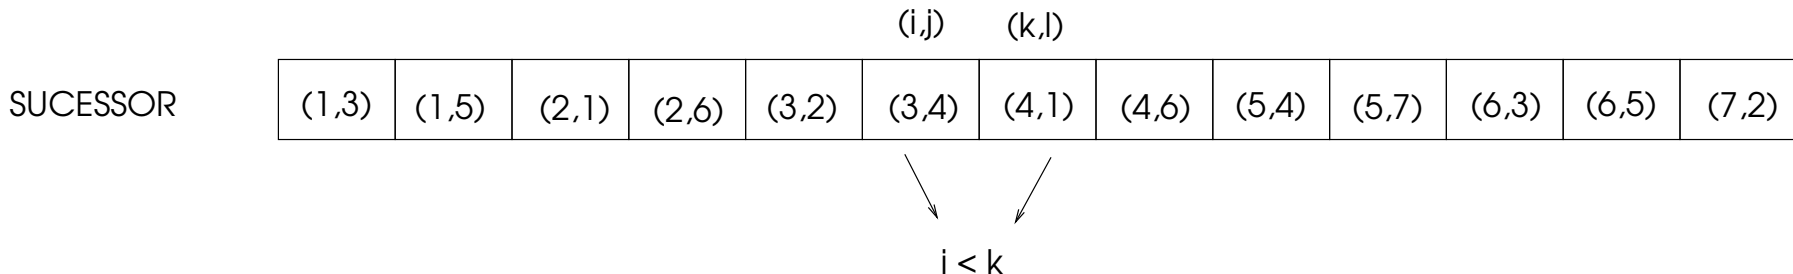 (i,j) (k,l)
SUCESSOR (1,3) (1,5) (2,1) (2,6) (3,2) (3,4) (4,1) (4,6) (5,4) (5,7) (6,3) (6,5) (7,2)
i < k